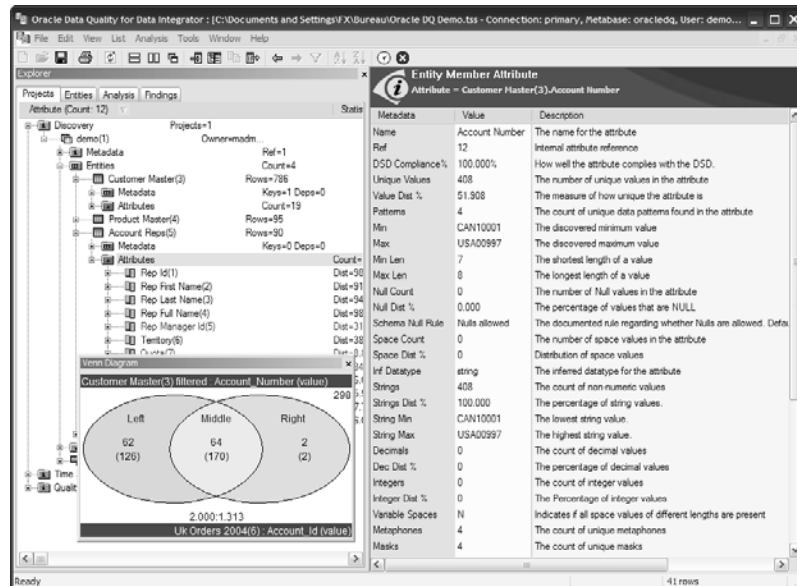 Oracle Data Quality for Data Integrator : [C:\Documents and Settings\FX\Bureau\Oracle DQ Demo.tss - Connection: primary, Metabase: oracledq, User: demo...
File Edit View List Analysis Tools Window Help
Explorer
Projects Entities Analysis Findings
Attribute (Count: 12) Statis
Discovery Projects=1
demo(1) Owner=madm...
Metadata Ref=1
Entities Count=4
Customer Master(3) Rows=786
Metadata Keys=1 Deps=0
Attributes Count=19
Product Master(4) Rows=95
Account Reps(5) Rows=90
Metadata Keys=0 Deps=0
Attributes Count=
Rep Id(1) Dist=98
Rep First Name(2) Dist=91
Rep Last Name(3) Dist=94
Rep Full Name(4) Dist=98
Rep Manager Id(5) Dist=31
Territory(6) Dist=38
Quota(7)
Time
Qualit
Venn Diagram
Customer Master(3) filtered : Account_Number (value)
298
Left Middle Right
62 64 2
(126) (170) (2)
2.000:1.313
Uk Orders 2004(6) : Account_Id (value)
Entity Member Attribute
Attribute = Customer Master(3).Account Number
Metadata Value Description
Name Account Number The name for the attribute
Ref 12 Internal attribute reference
DSD Compliance% 100.000% How well the attribute complies with the DSD.
Unique Values 408 The number of unique values in the attribute
Value Dist % 51.908 The measure of how unique the attribute is
Patterns 4 The count of unique data patterns found in the attribute
Min CAN10001 The discovered minimum value
Max USA00997 The discovered maximum value
Min Len 7 The shortest length of a value
Max Len 8 The longest length of a value
Null Count 0 The number of Null values in the attribute
Null Dist % 0.000 The percentage of values that are NULL
Schema Null Rule Nulls allowed The documented rule regarding whether Nulls are allowed. Defau
Space Count 0 The number of space values in the attribute
Space Dist % 0 Distribution of space values
Inf Datatype string The inferred datatype for the attribute
Strings 408 The count of non-numeric values
Strings Dist % 100.000 The percentage of string values.
String Min CAN10001 The lowest string value.
String Max USA00997 The highest string value.
Decimals 0 The count of decimal values
Dec Dist % 0 The percentage of decimal values
Integers 0 The count of integer values
Integer Dist % 0 The Percentage of integer values
Variable Spaces N Indicates if all space values of different lengths are present
Metaphones 4 The count of unique metaphones
Masks 4 The count of unique masks
Ready 41 rows